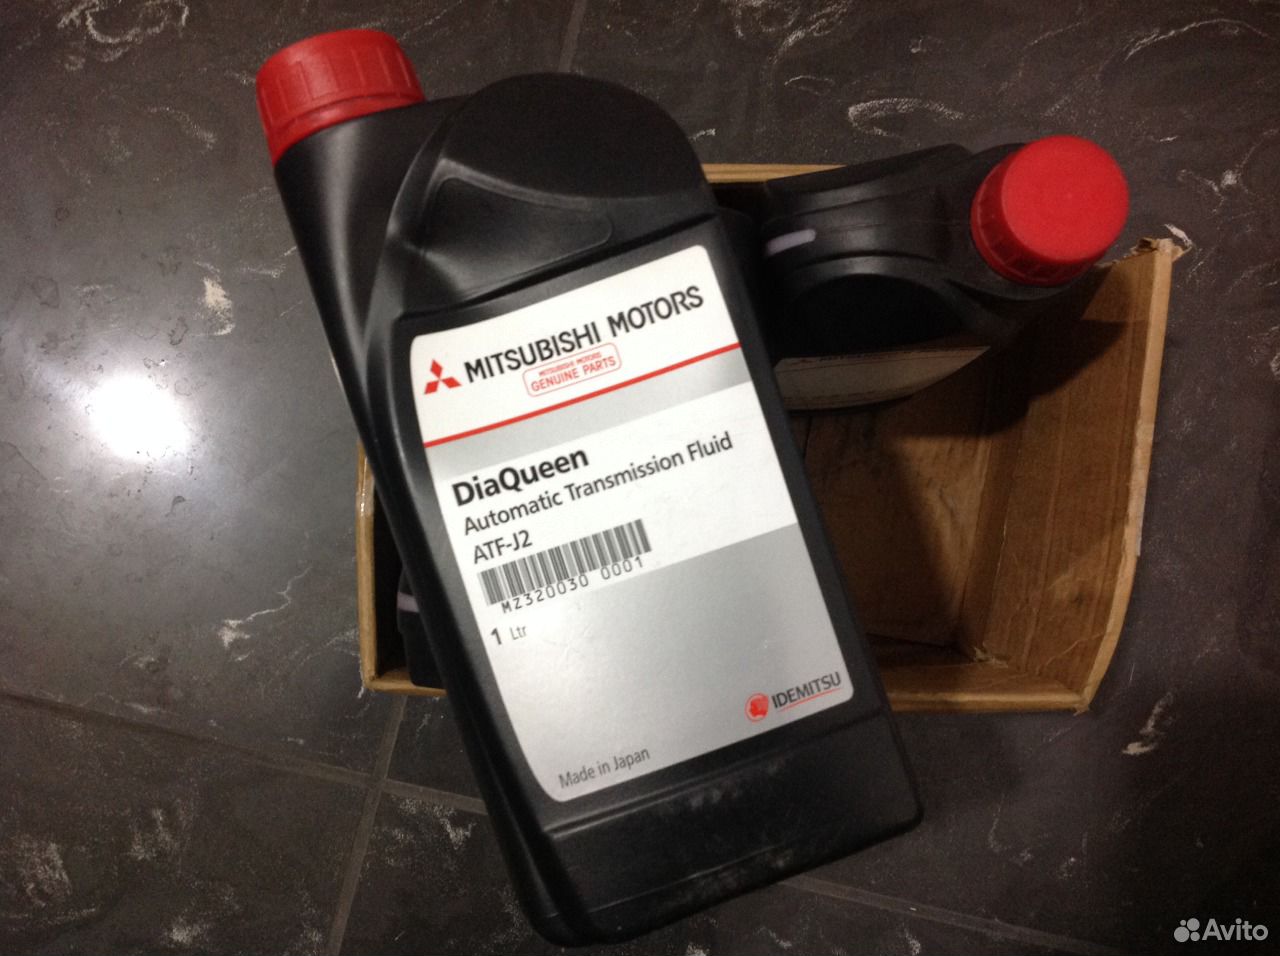 MITSUBISHI MOTORS
MITSUBISHI MOTORS
GENUINE PARTS
DiaQueen
Automatic Transmission Fluid
ATF-J2
MZ320030 0001
1 Ltr
IDEMITSU
Made in Japan
Avito